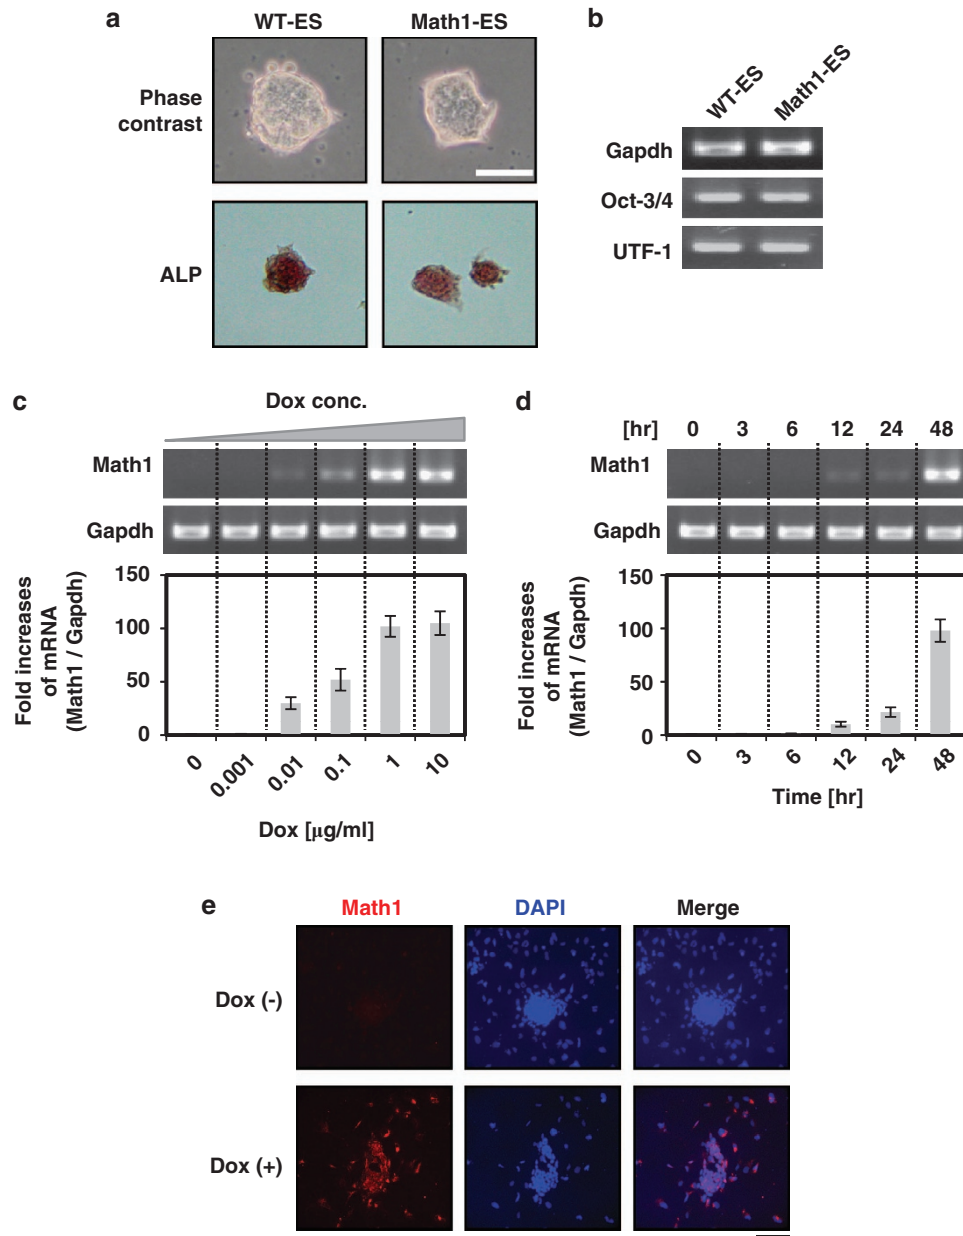 a
WT-ES
Math1-ES
Phase
contrast
ALP
b
WT-ES
Math1-ES
Gapdh
Oct-3/4
UTF-1
c
Dox conc.
Math1
Gapdh
Fold increases
of mRNA
(Math1 / Gapdh)
150
100
50
0
0 0.001 0.01 0.1 1 10
Dox [μg/ml]
d
[hr] 0 3 6 12 24 48
Math1
Gapdh
Fold increases
of mRNA
(Math1 / Gapdh)
150
100
50
0
0 3 6 12 24 48
Time [hr]
e
Math1 DAPI Merge
Dox (-)
Dox (+)